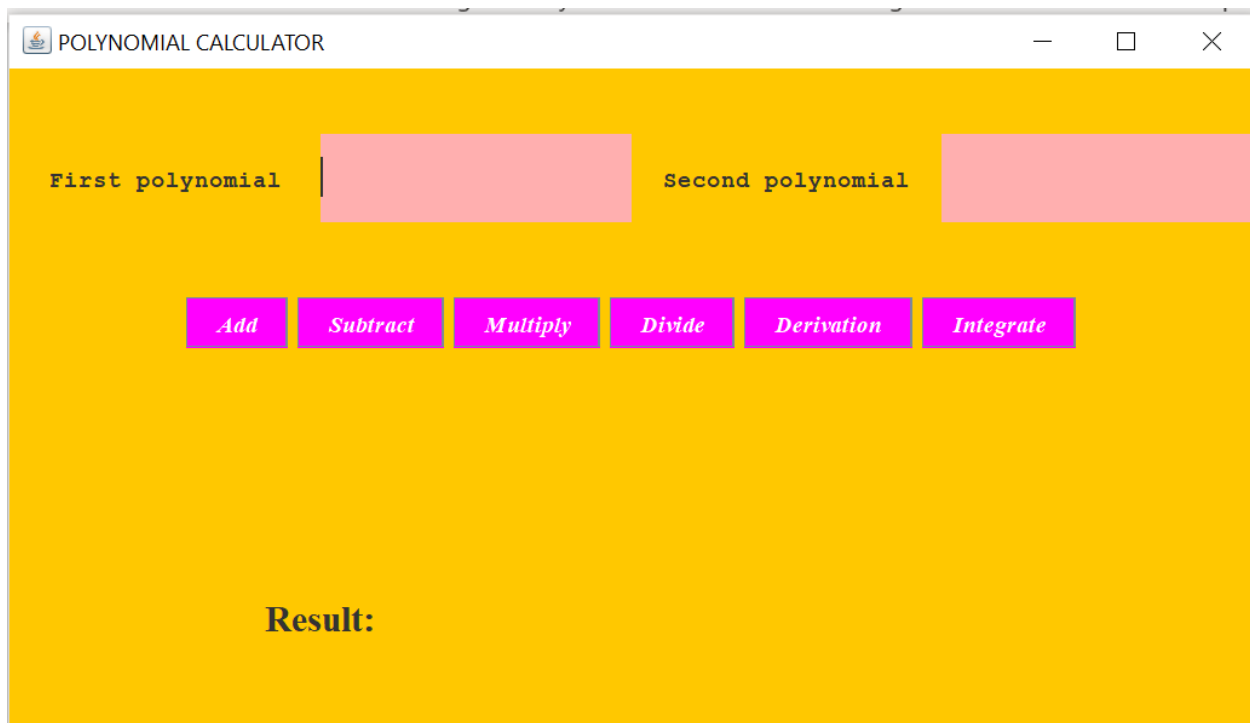 POLYNOMIAL CALCULATOR
First polynomial Second polynomial
Add Subtract Multiply Divide Derivation Integrate
Result: